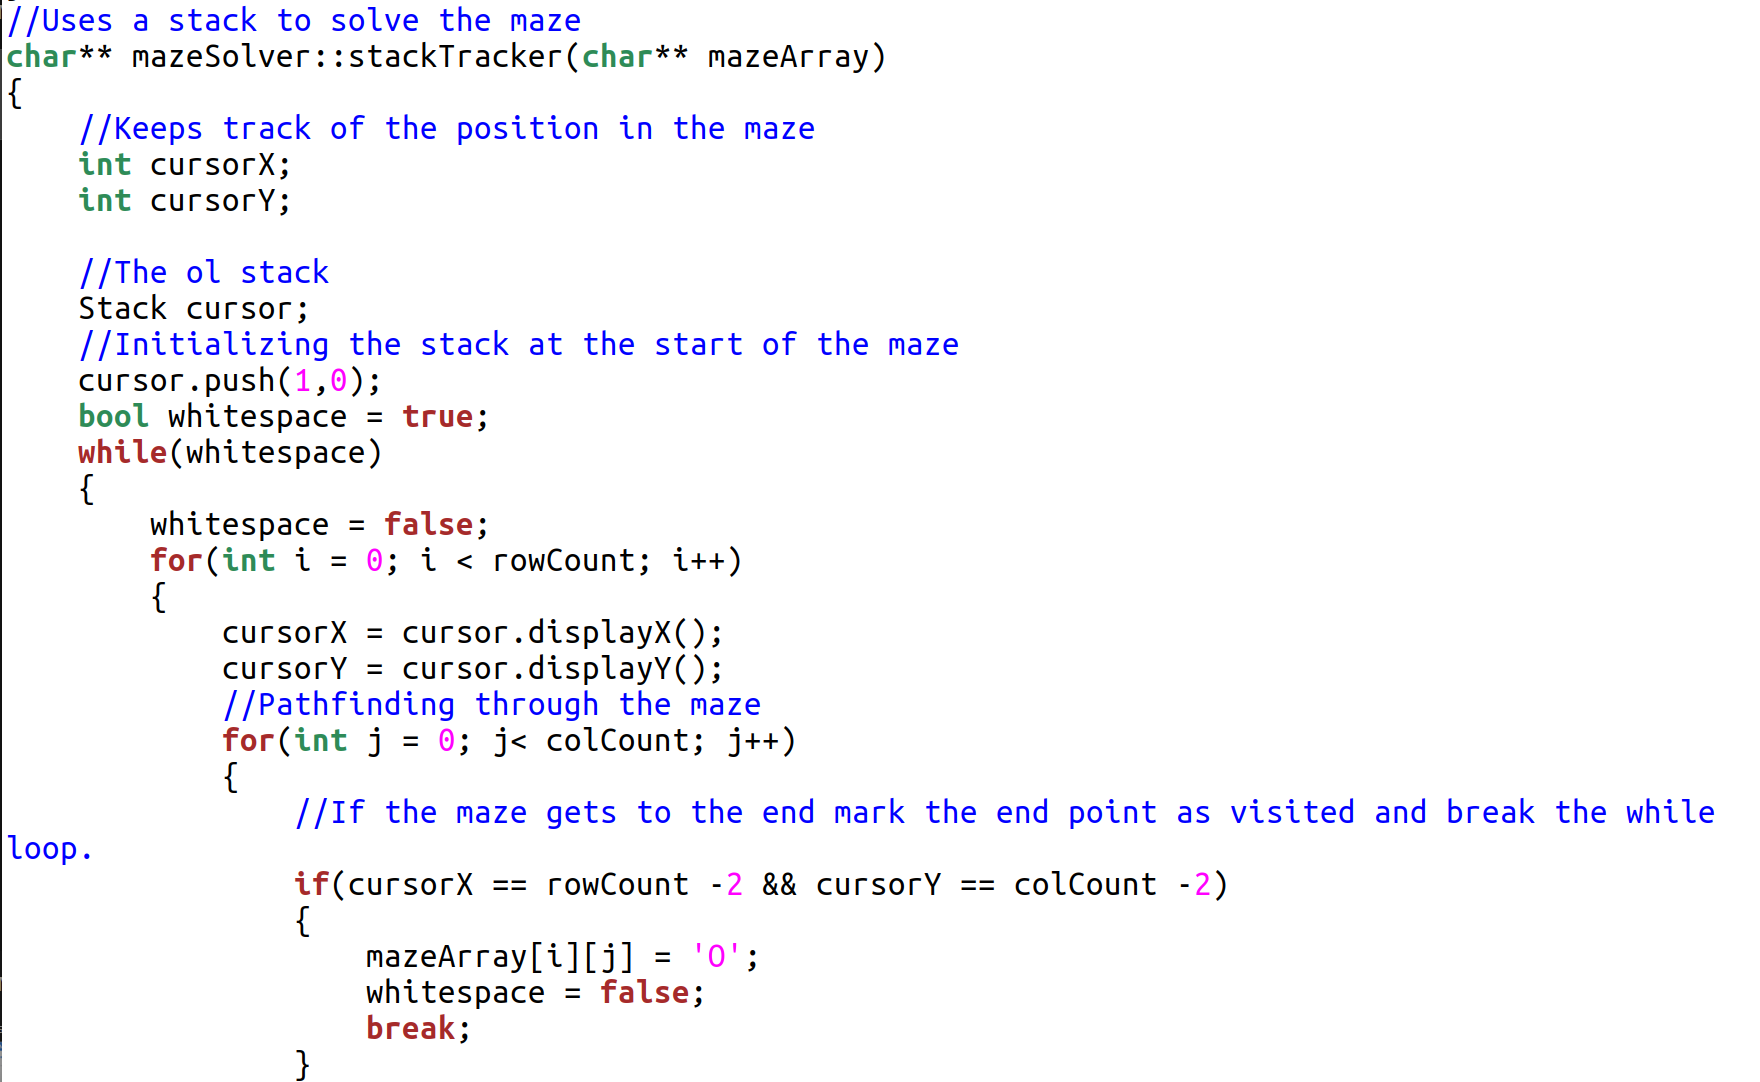 //Uses a stack to solve the maze
char** mazeSolver::stackTracker(char** mazeArray)
{
    //Keeps track of the position in the maze
    int cursorX;
    int cursorY;

    //The ol stack
    Stack cursor;
    //Initializing the stack at the start of the maze
    cursor.push(1,0);
    bool whitespace = true;
    while(whitespace)
    {
        whitespace = false;
        for(int i = 0; i < rowCount; i++)
        {
            cursorX = cursor.displayX();
            cursorY = cursor.displayY();
            //Pathfinding through the maze
            for(int j = 0; j< colCount; j++)
            {
                //If the maze gets to the end mark the end point as visited and break the while
loop.
                if(cursorX == rowCount -2 && cursorY == colCount -2)
                {
                    mazeArray[i][j] = 'O';
                    whitespace = false;
                    break;
                }